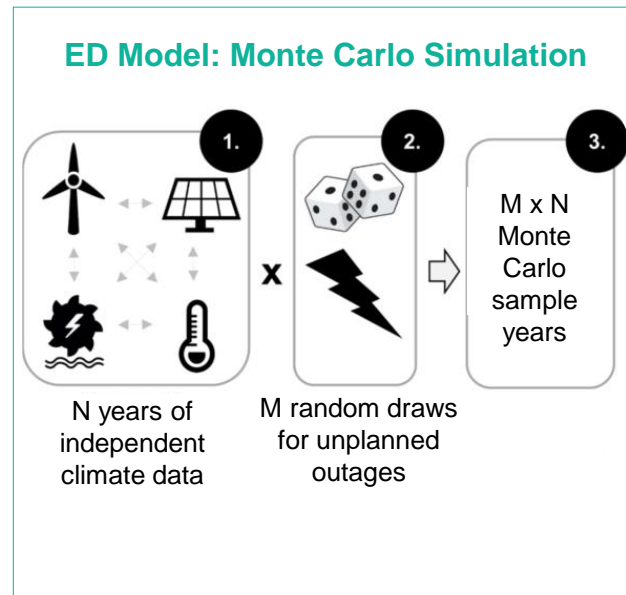 ED Model: Monte Carlo Simulation
1.
2.
3.
x
M x N
Monte
Carlo
sample
years
N years of
independent
climate data
M random draws
for unplanned
outages